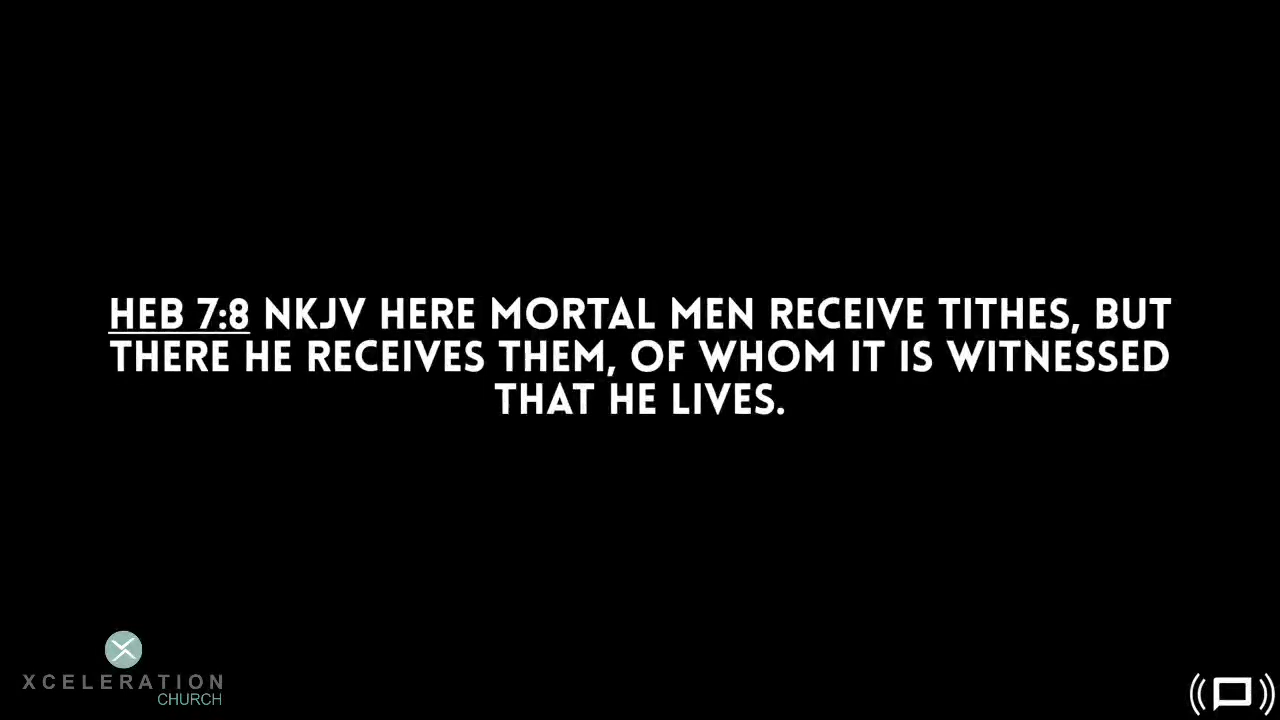 HEB 7:8 NKJV HERE MORTAL MEN RECEIVE TITHES, BUT
THERE HE RECEIVES THEM, OF WHOM IT IS WITNESSED
THAT HE LIVES.
XCELERATION
CHURCH